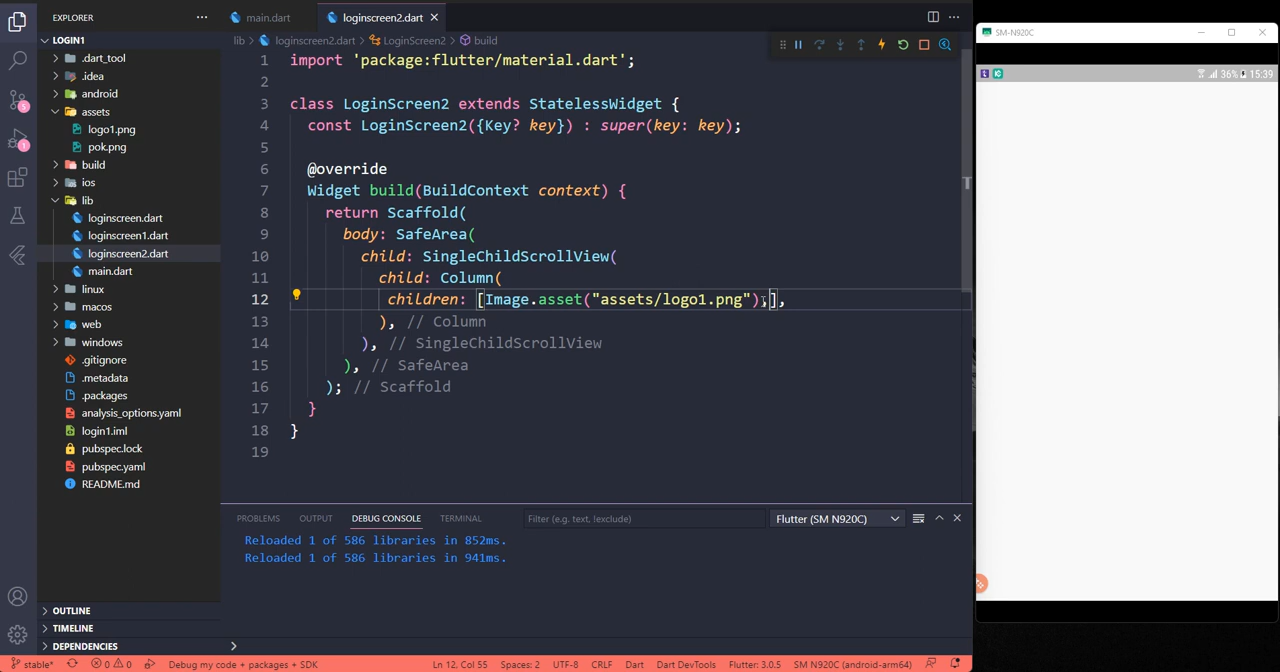 EXPLORER
···
main.dart
loginscreen2.dart
LOGIN1
lib > loginscreen2.dart > LoginScreen2 > build
.dart_tool
.idea
android
assets
logo1.png
pok.png
build
ios
lib
loginscreen.dart
loginscreen1.dart
loginscreen2.dart
main.dart
linux
macos
web
windows
.gitignore
.metadata
.packages
analysis_options.yaml
login1.iml
pubspec.lock
pubspec.yaml
README.md
OUTLINE
TIMELINE
DEPENDENCIES
5
1
1 import 'package:flutter/material.dart';
2
3 class LoginScreen2 extends StatelessWidget {
4 const LoginScreen2({Key? key}) : super(key: key);
5
6 @override
7 Widget build(BuildContext context) {
8 return Scaffold(
9 body: SafeArea(
10 child: SingleChildScrollView(
11 child: Column(
12 children: [Image.asset("assets/logo1.png"),],
13 ), // Column
14 ), // SingleChildScrollView
15 ), // SafeArea
16 ); // Scaffold
17 }
18 }
19
PROBLEMS OUTPUT DEBUG CONSOLE TERMINAL Filter (e.g. text, !exclude) Flutter (SM N920C)
Reloaded 1 of 586 libraries in 852ms.
Reloaded 1 of 586 libraries in 941ms.
SM-N920C
36% 15:39
stable* 0 0 Debug my code + packages + SDK Ln 12, Col 55 Spaces: 2 UTF-8 CRLF Dart Dart DevTools Flutter: 3.0.5 SM N920C (android-arm64)